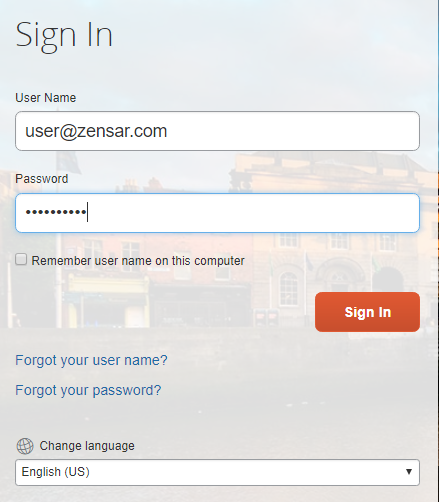 Sign In
User Name
user@zensar.com
Password
••••••••••
Remember user name on this computer
Sign In
Forgot your user name?
Forgot your password?
Change language
English (US)